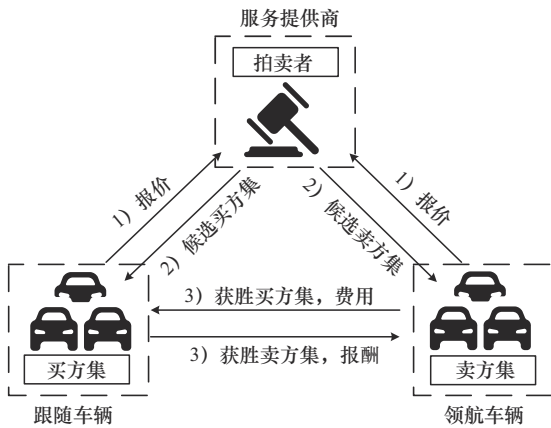 服务提供商
拍卖者
1）报价
2）候选买方集
2）候选卖方集
1）报价
3）获胜买方集，费用
3）获胜卖方集，报酬
买方集
卖方集
跟随车辆
领航车辆